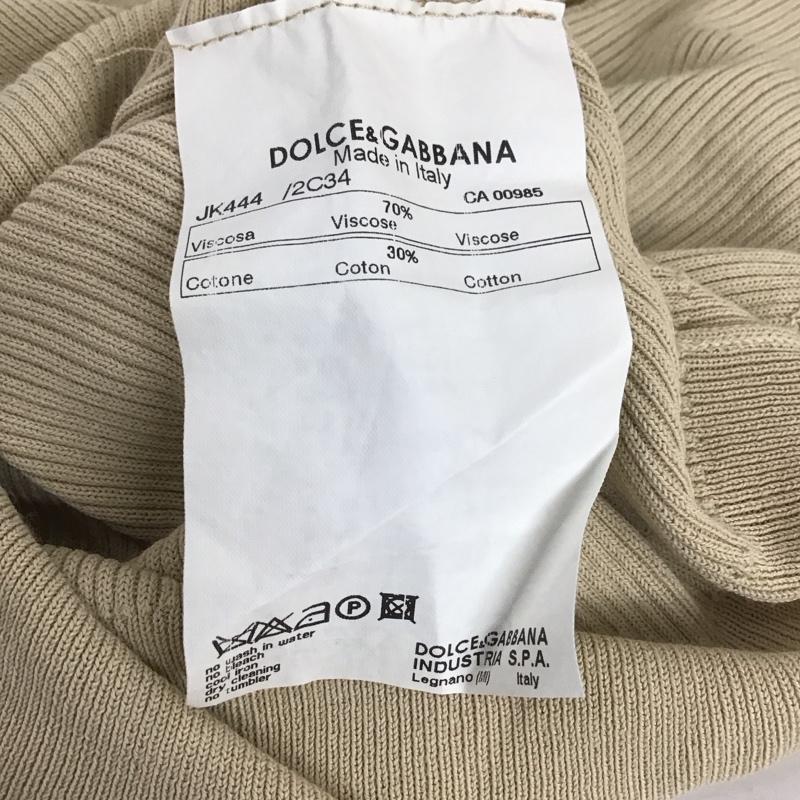 DOLCE&GABBANA
Made in Italy
JK444 /2C34 CA 00985
70%
Viscosa Viscose Viscose
30%
Cotone Coton Cotton
P
no wash in water
no bleach
cool iron
dry cleaning
no tumbler
DOLCE&GABBANA
INDUSTRIA S.P.A.
Legnano (MI) Italy